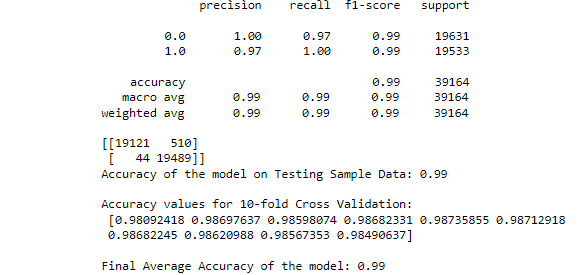 precision recall f1-score support
0.0 1.00 0.97 0.99 19631
1.0 0.97 1.00 0.99 19533
accuracy 0.99 39164
macro avg 0.99 0.99 0.99 39164
weighted avg 0.99 0.99 0.99 39164
[[19121 510]
[ 44 19489]]
Accuracy of the model on Testing Sample Data: 0.99
Accuracy values for 10-fold Cross Validation:
[0.98092418 0.98697637 0.98598074 0.98682331 0.98735855 0.98712918
0.98682245 0.98620988 0.98567353 0.98490637]
Final Average Accuracy of the model: 0.99